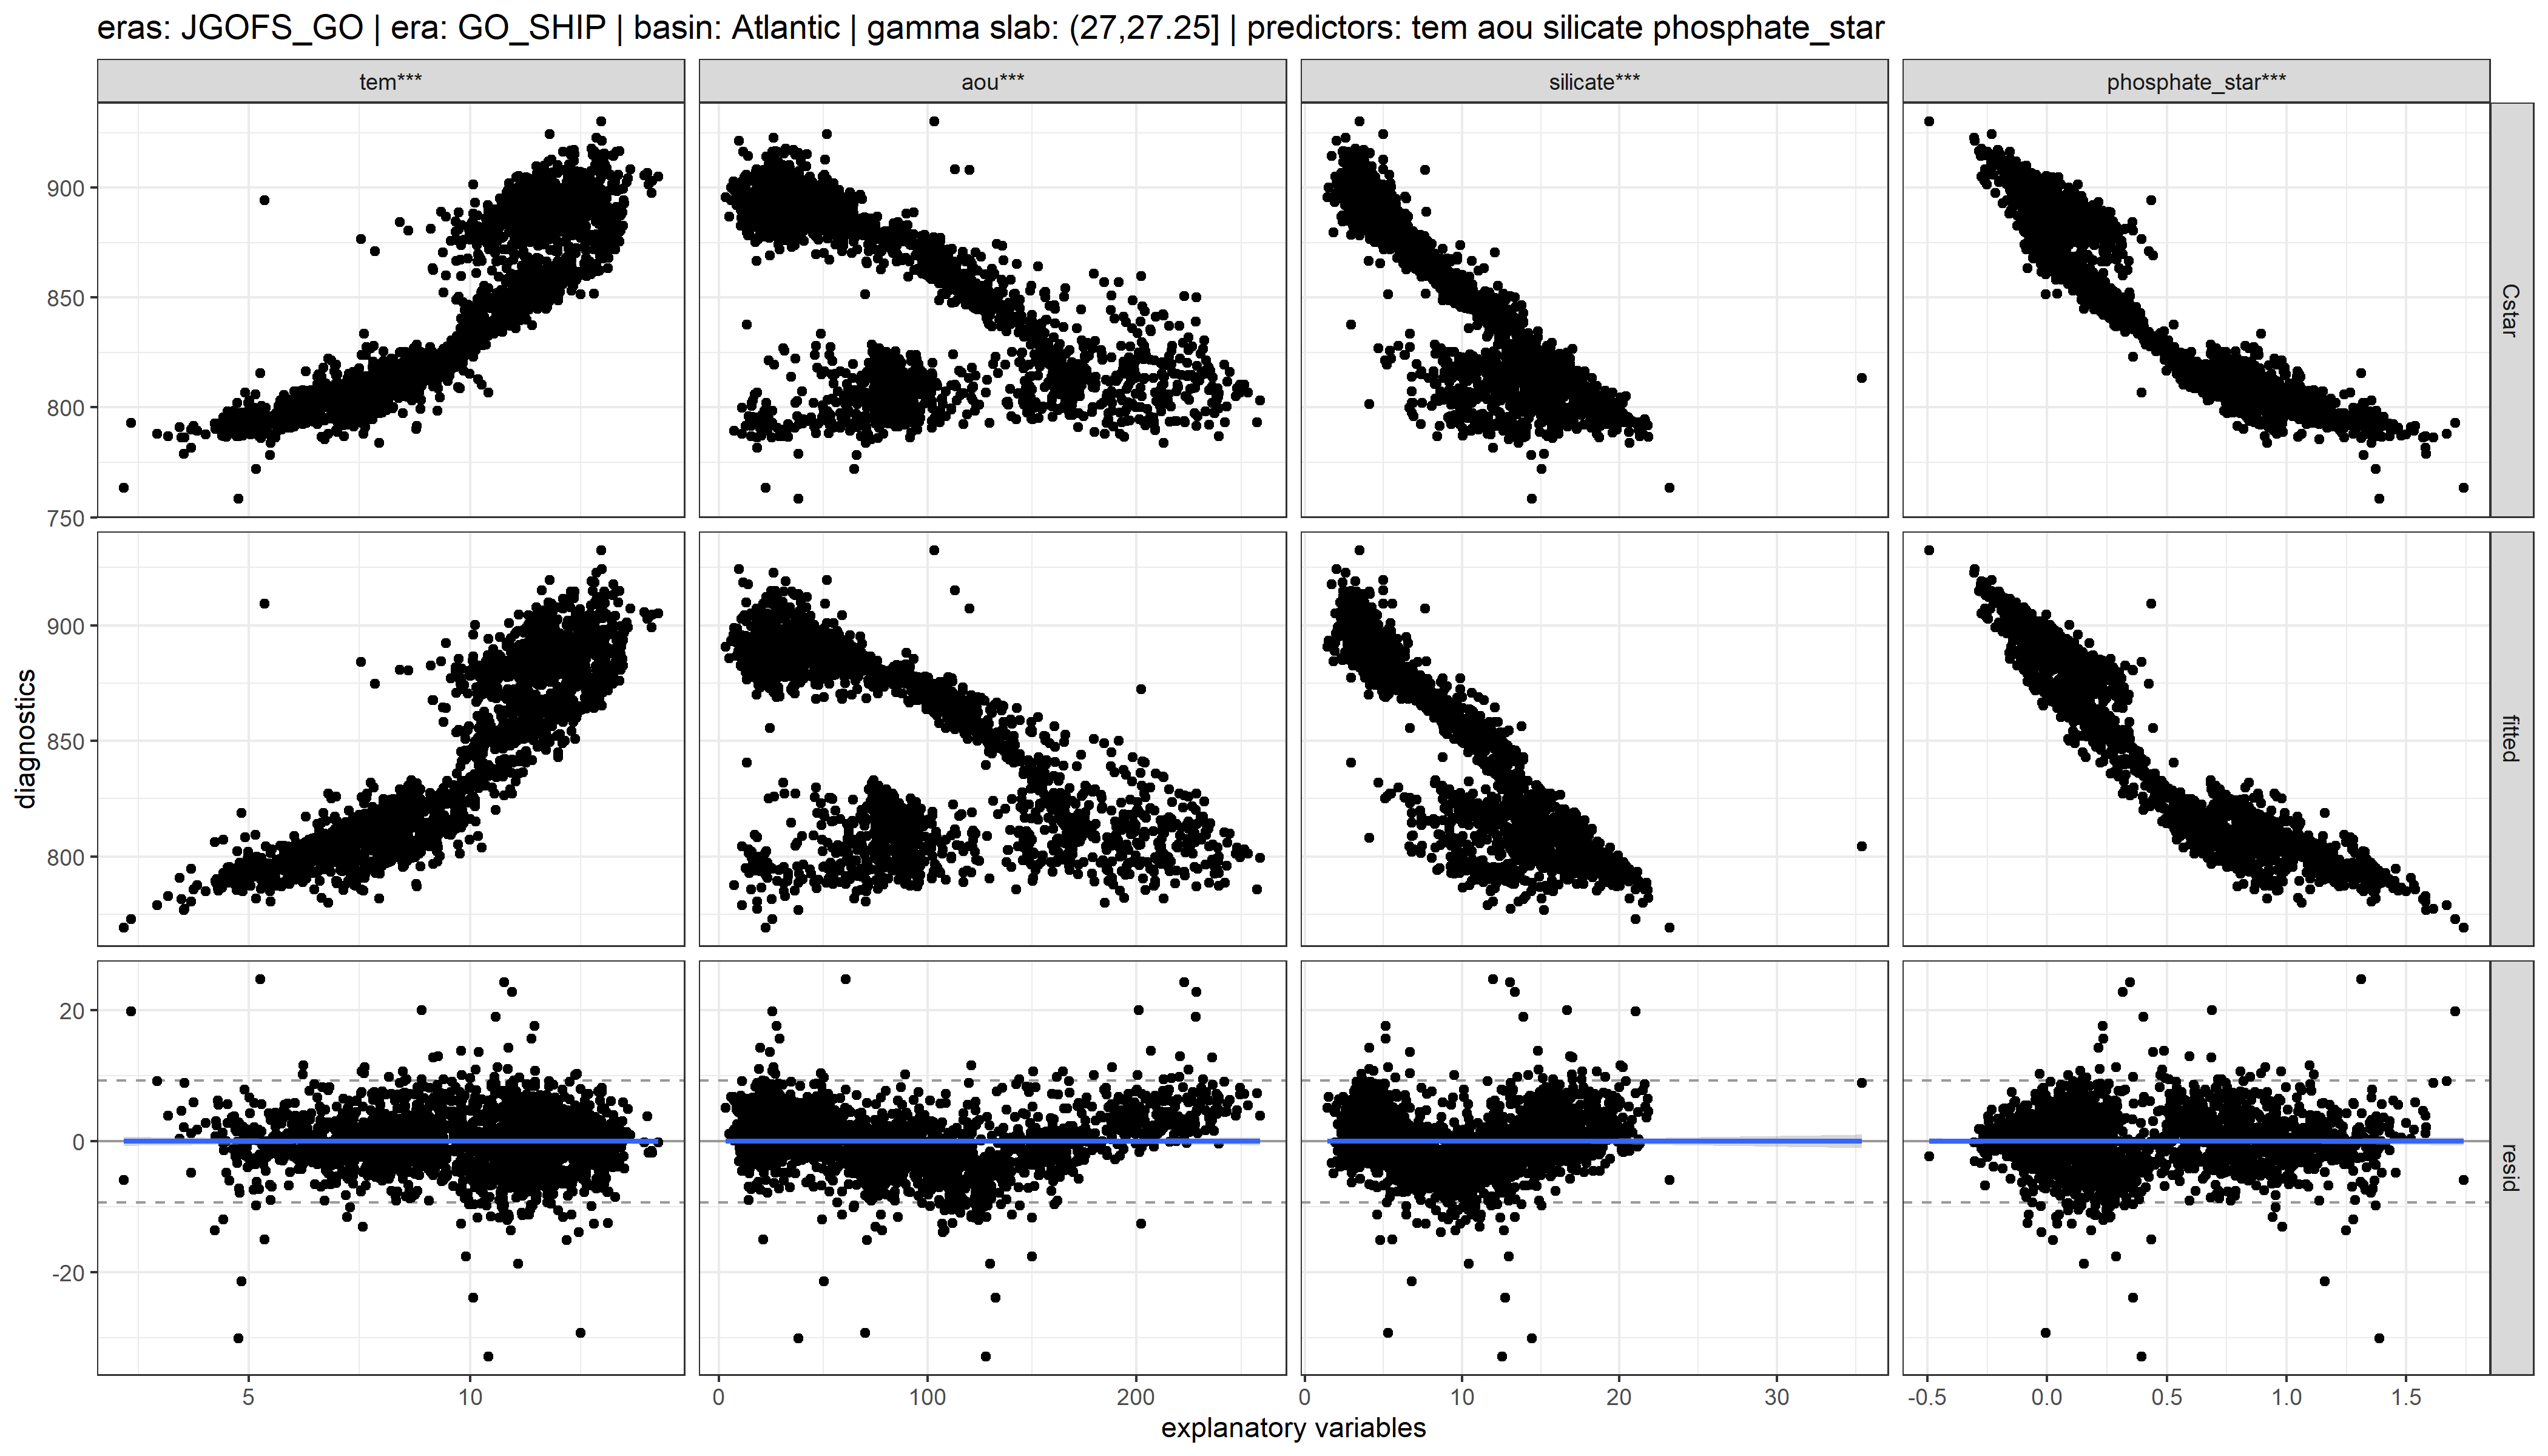 eras: JGOFS_GO | era: GO_SHIP | basin: Atlantic | gamma slab: (27,27.25] | predictors: tem aou silicate phosphate_star
tem*** aou*** silicate*** phosphate_star***
900
850
800
750
Cstar
900
850
800
fitted
diagnostics
20
0
-20
resid
5 10 0 100 200 0 10 20 30 -0.5 0.0 0.5 1.0 1.5
explanatory variables